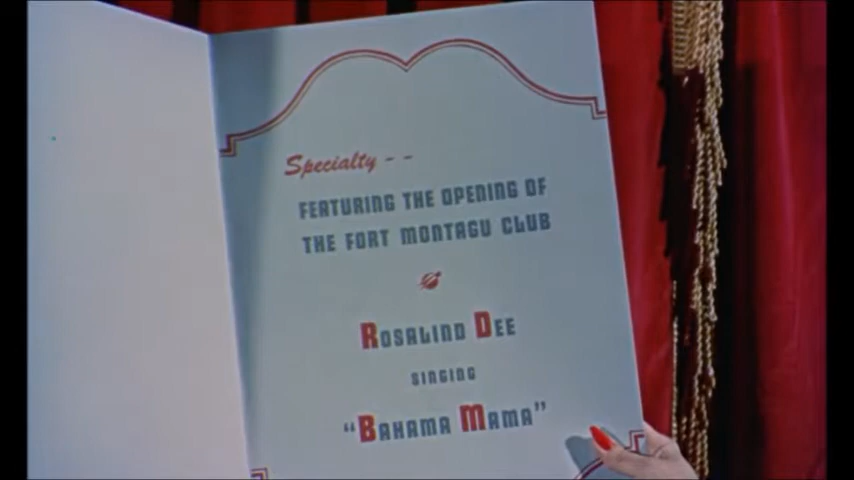 Specialty - -
FEATURING THE OPENING OF
THE FORT MONTAGU CLUB
ROSALIND DEE
SINGING
"BAHAMA MAMA"